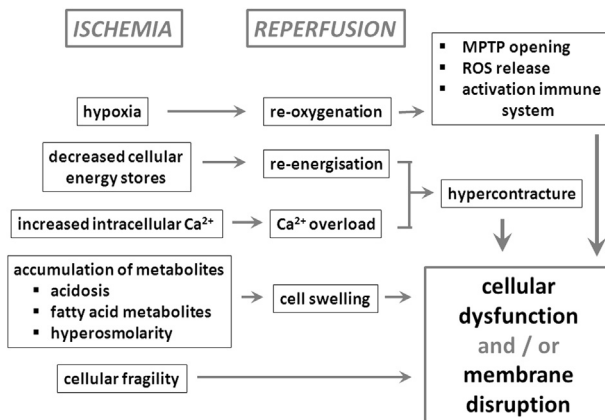 ISCHEMIA
REPERFUSION
▪ MPTP opening
▪ ROS release
▪ activation immune
system
hypoxia
re-oxygenation
decreased cellular
energy stores
re-energisation
hypercontracture
increased intracellular Ca²⁺
Ca²⁺ overload
accumulation of metabolites
▪ acidosis
▪ fatty acid metabolites
▪ hyperosmolarity
cell swelling
cellular fragility
cellular
dysfunction
and / or
membrane
disruption